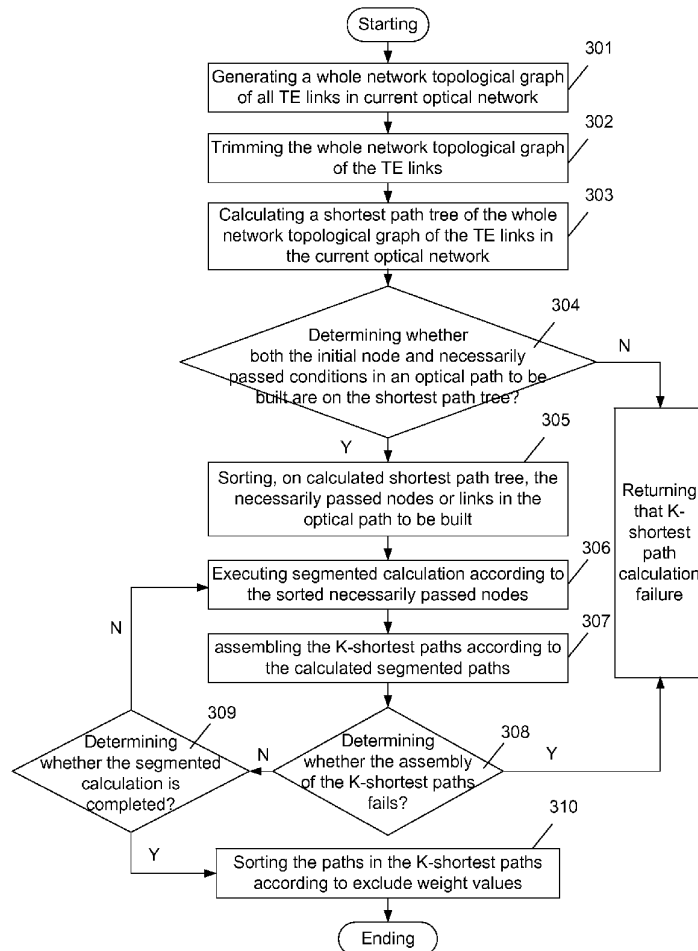 Starting
301
Generating a whole network topological graph
of all TE links in current optical network
302
Trimming the whole network topological graph
of the TE links
303
Calculating a shortest path tree of the whole
network topological graph of the TE links in
the current optical network
304
Determining whether
both the initial node and necessarily
passed conditions in an optical path to be
built are on the shortest path tree?
N
Y
305
Sorting, on calculated shortest path tree, the
necessarily passed nodes or links in the
optical path to be built
Returning
that K-
shortest
path
calculation
failure
306
Executing segmented calculation according to
the sorted necessarily passed nodes
N
307
assembling the K-shortest paths according to
the calculated segmented paths
309
Determining
whether the segmented
calculation is
completed?
N
308
Determining
whether the assembly
of the K-shortest paths
fails?
Y
Y
310
Sorting the paths in the K-shortest paths
according to exclude weight values
Ending